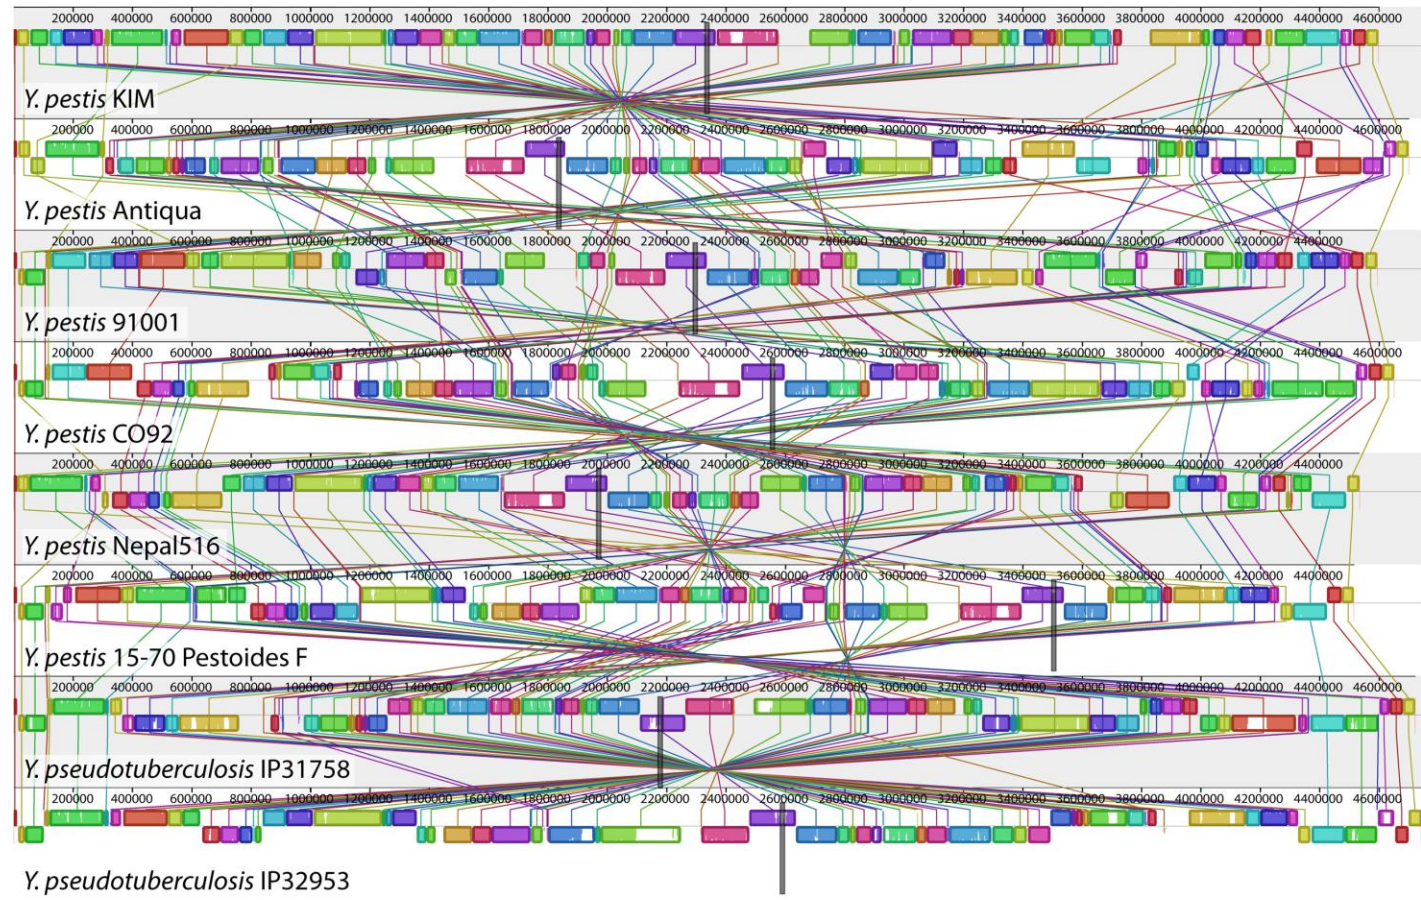 200000 400000 600000 800000 1000000 1200000 1400000 1600000 1800000 2000000 2200000 2400000 2600000 2800000 3000000 3200000 3400000 3600000 3800000 4000000 4200000 4400000 4600000
Y. pestis KIM
200000 400000 600000 800000 1000000 1200000 1400000 1600000 1800000 2000000 2200000 2400000 2600000 2800000 3000000 3200000 3400000 3600000 3800000 4000000 4200000 4400000 4600000
Y. pestis Antiqua
200000 400000 600000 800000 1000000 1200000 1400000 1600000 1800000 2000000 2200000 2400000 2600000 2800000 3000000 3200000 3400000 3600000 3800000 4000000 4200000 4400000
Y. pestis 91001
200000 400000 600000 800000 1000000 1200000 1400000 1600000 1800000 2000000 2200000 2400000 2600000 2800000 3000000 3200000 3400000 3600000 3800000 4000000 4200000 4400000 4600000
Y. pestis CO92
200000 400000 600000 800000 1000000 1200000 1400000 1600000 1800000 2000000 2200000 2400000 2600000 2800000 3000000 3200000 3400000 3600000 3800000 4000000 4200000 4400000
Y. pestis Nepal516
200000 400000 600000 800000 1000000 1200000 1400000 1600000 1800000 2000000 2200000 2400000 2600000 2800000 3000000 3200000 3400000 3600000 3800000 4000000 4200000 4400000
Y. pestis 15-70 Pestoides F
200000 400000 600000 800000 1000000 1200000 1400000 1600000 1800000 2000000 2200000 2400000 2600000 2800000 3000000 3200000 3400000 3600000 3800000 4000000 4200000 4400000 4600000
Y. pseudotuberculosis IP31758
200000 400000 600000 800000 1000000 1200000 1400000 1600000 1800000 2000000 2200000 2400000 2600000 2800000 3000000 3200000 3400000 3600000 3800000 4000000 4200000 4400000 4600000
Y. pseudotuberculosis IP32953